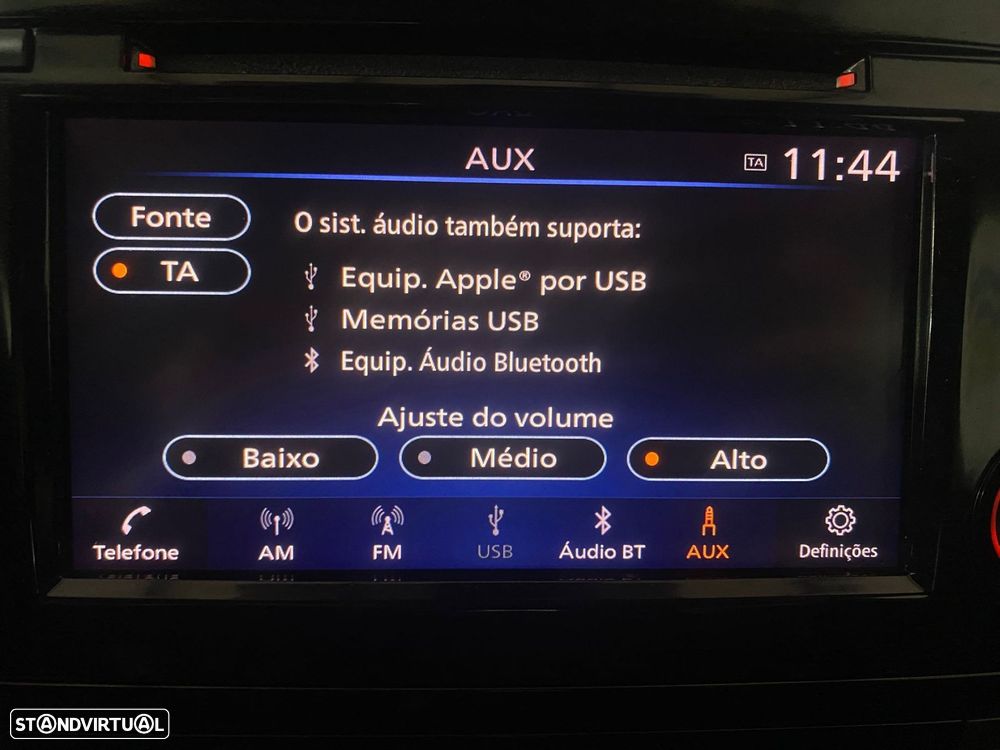 AUX
TA 11:44
Fonte
TA
O sist. áudio também suporta:
Equip. Apple® por USB
Memórias USB
Equip. Áudio Bluetooth
Ajuste do volume
Baixo Médio Alto
Telefone AM FM USB Áudio BT AUX Definições
STANDVIRTUAL